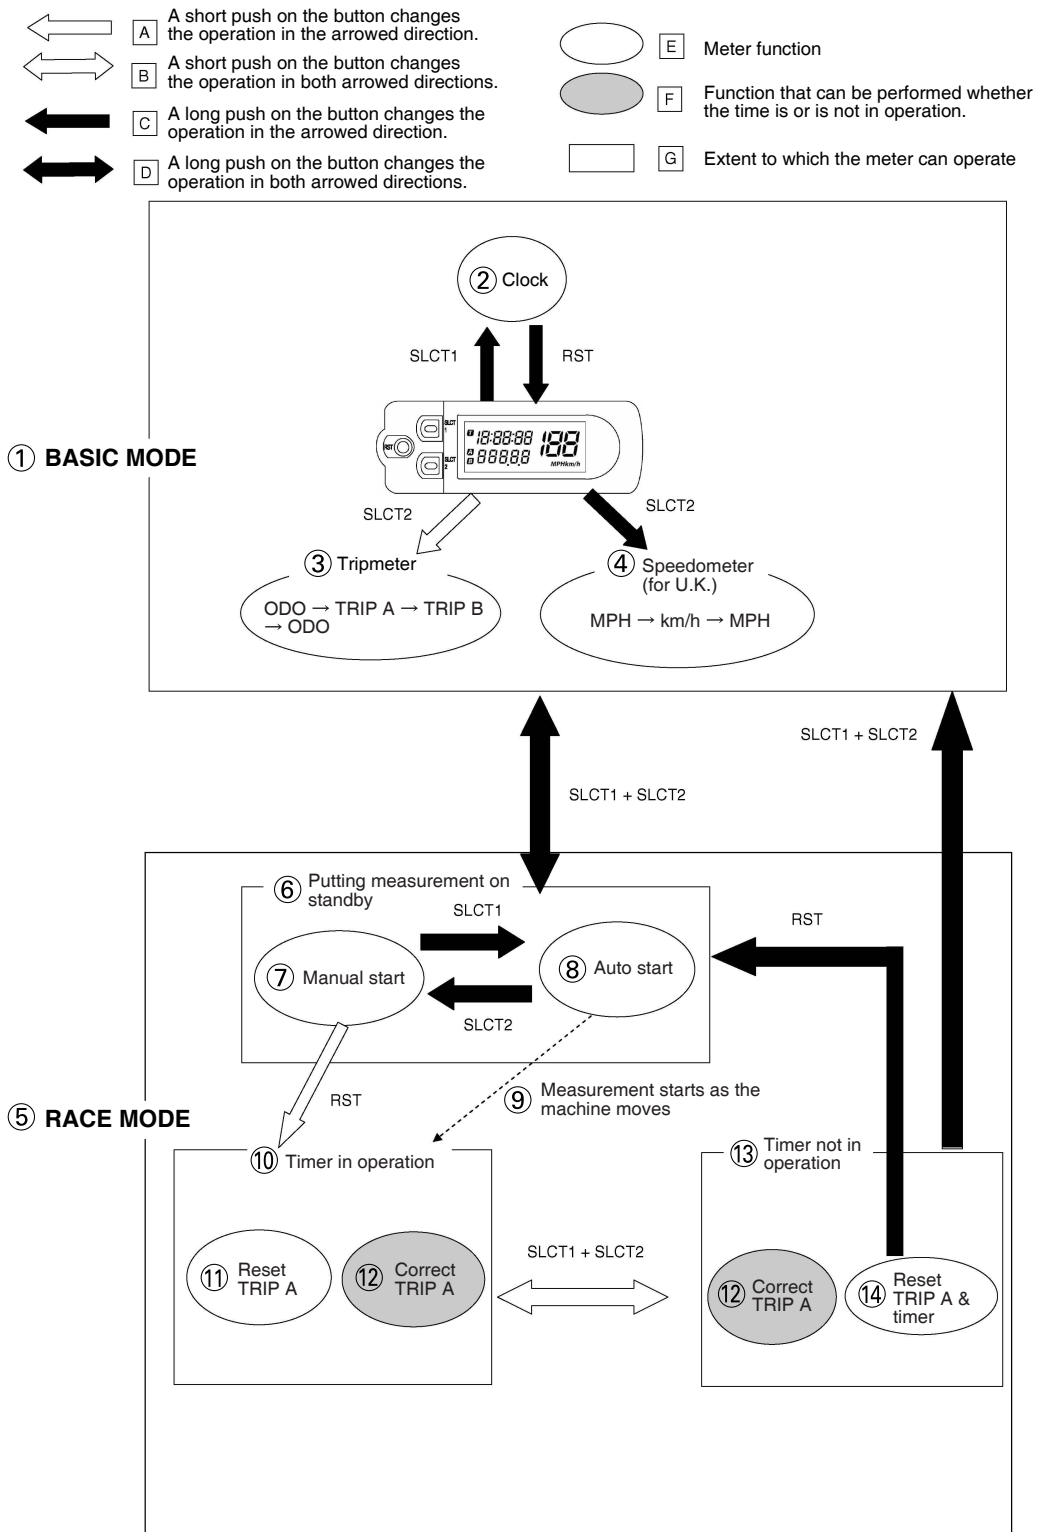 A A short push on the button changes
the operation in the arrowed direction.
B A short push on the button changes
the operation in both arrowed directions.
C A long push on the button changes the
operation in the arrowed direction.
D A long push on the button changes the
operation in both arrowed directions.
E Meter function
F Function that can be performed whether
the time is or is not in operation.
G Extent to which the meter can operate
② Clock
SLCT1
RST
① BASIC MODE
RST
SLCT
1
SLCT
2
T 18:88:88 188
A 8888.8
B
MPHkm/h
SLCT2
SLCT2
③ Tripmeter
ODO → TRIP A → TRIP B
→ ODO
④ Speedometer
(for U.K.)
MPH → km/h → MPH
SLCT1 + SLCT2
SLCT1 + SLCT2
⑤ RACE MODE
⑥ Putting measurement on
standby
SLCT1
⑦ Manual start
⑧ Auto start
SLCT2
RST
RST
⑨ Measurement starts as the
machine moves
⑩ Timer in operation
⑪ Reset
TRIP A
⑫ Correct
TRIP A
SLCT1 + SLCT2
⑬ Timer not in
operation
⑫ Correct
TRIP A
⑭ Reset
TRIP A &
timer